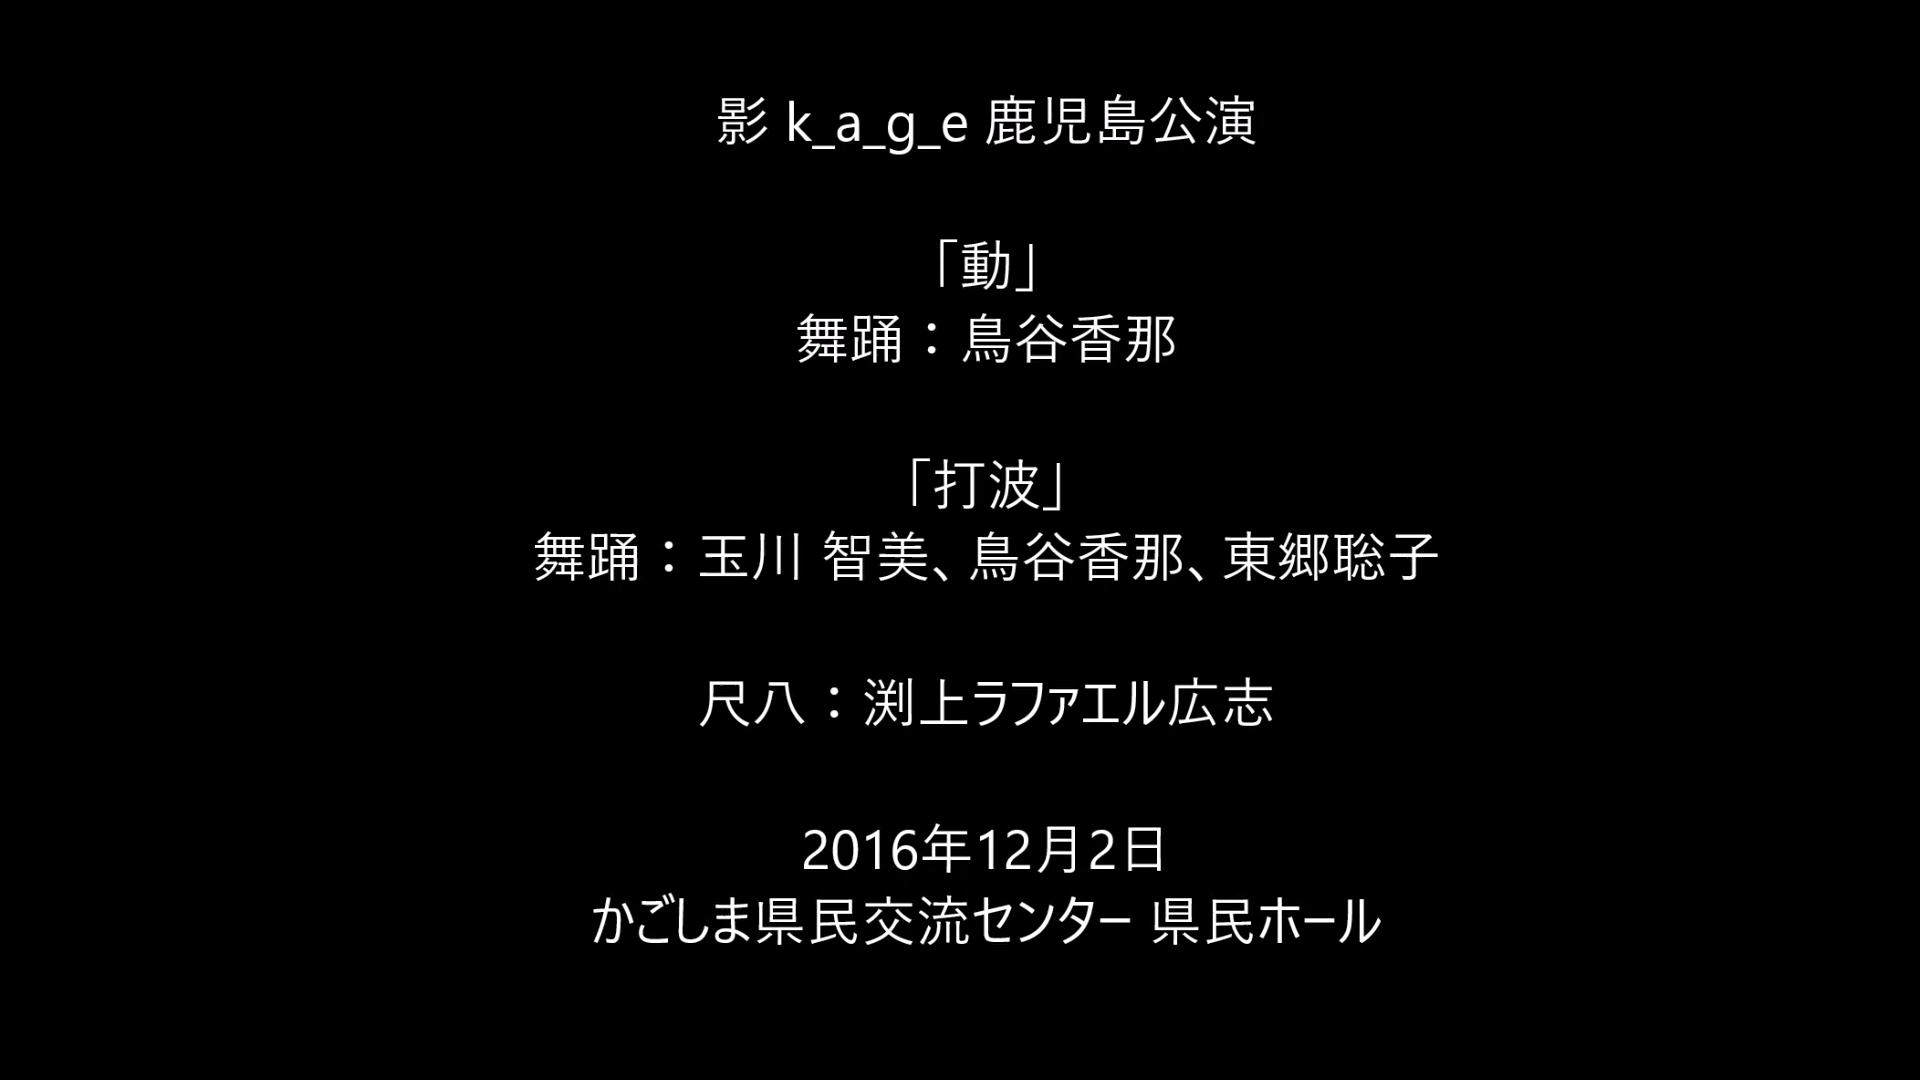 影 k_a_g_e 鹿児島公演
「動」
舞踊：鳥谷香那
「打波」
舞踊：玉川 智美、鳥谷香那、東郷聡子
尺八：渕上ラファエル広志
2016年12月2日
かごしま県民交流センター 県民ホール